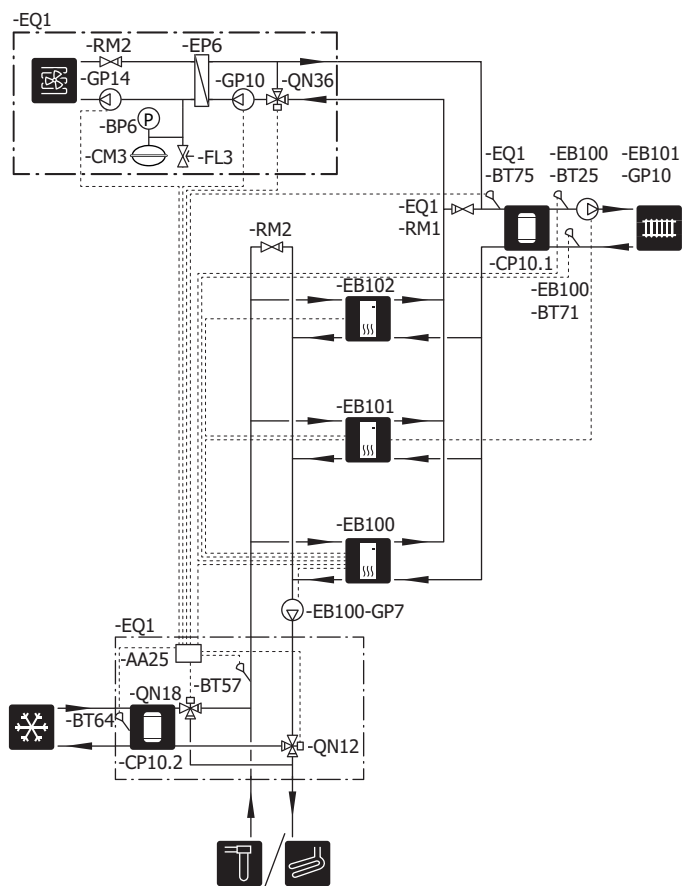 -EQ1
-RM2
-EP6
-GP14
-GP10
-QN36
-BP6
P
-CM3
-FL3
-EQ1
-BT75
-EB100
-BT25
-EB101
-GP10
-EQ1
-RM1
-RM2
-CP10.1
-EB102
-EB100
-BT71
-EB101
-EB100
-EB100-GP7
-EQ1
-AA25
-BT57
-QN18
-BT64
-QN12
-CP10.2